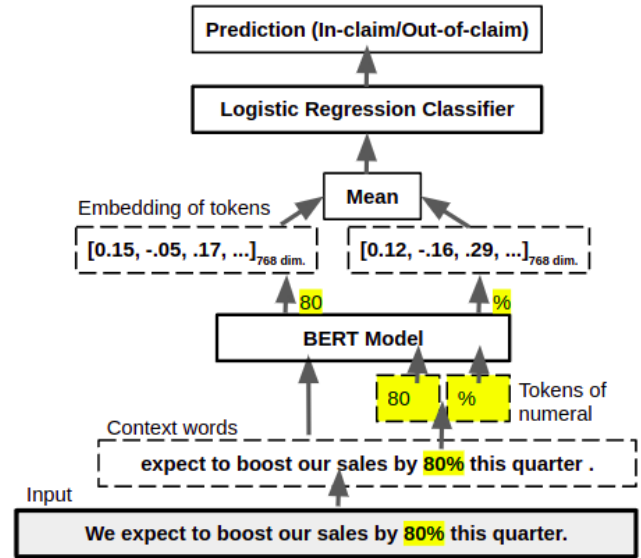 Prediction (In-claim/Out-of-claim)
Logistic Regression Classifier
Mean
Embedding of tokens
[0.15, -.05, .17, ...]768 dim.
[0.12, -.16, .29, ...]768 dim.
80
%
BERT Model
80
%
Tokens of
numeral
Context words
expect to boost our sales by 80% this quarter .
Input
We expect to boost our sales by 80% this quarter.